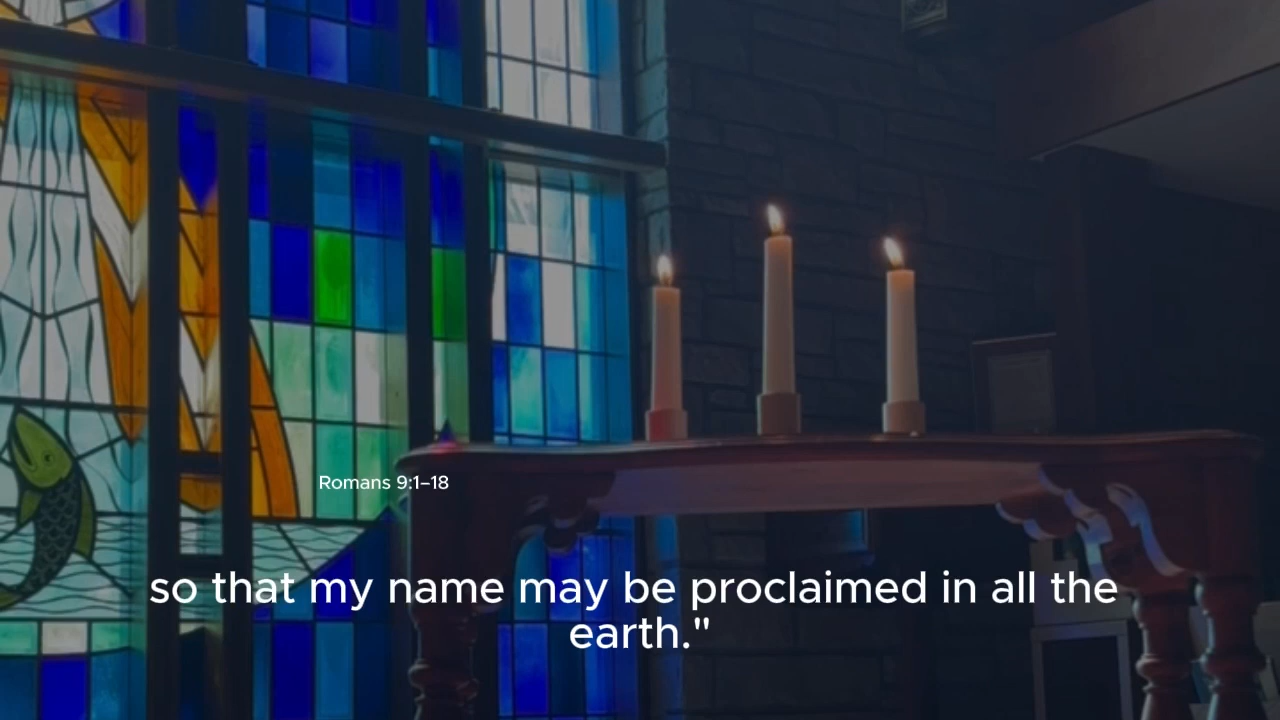 Romans 9:1–18
so that my name may be proclaimed in all the
earth."